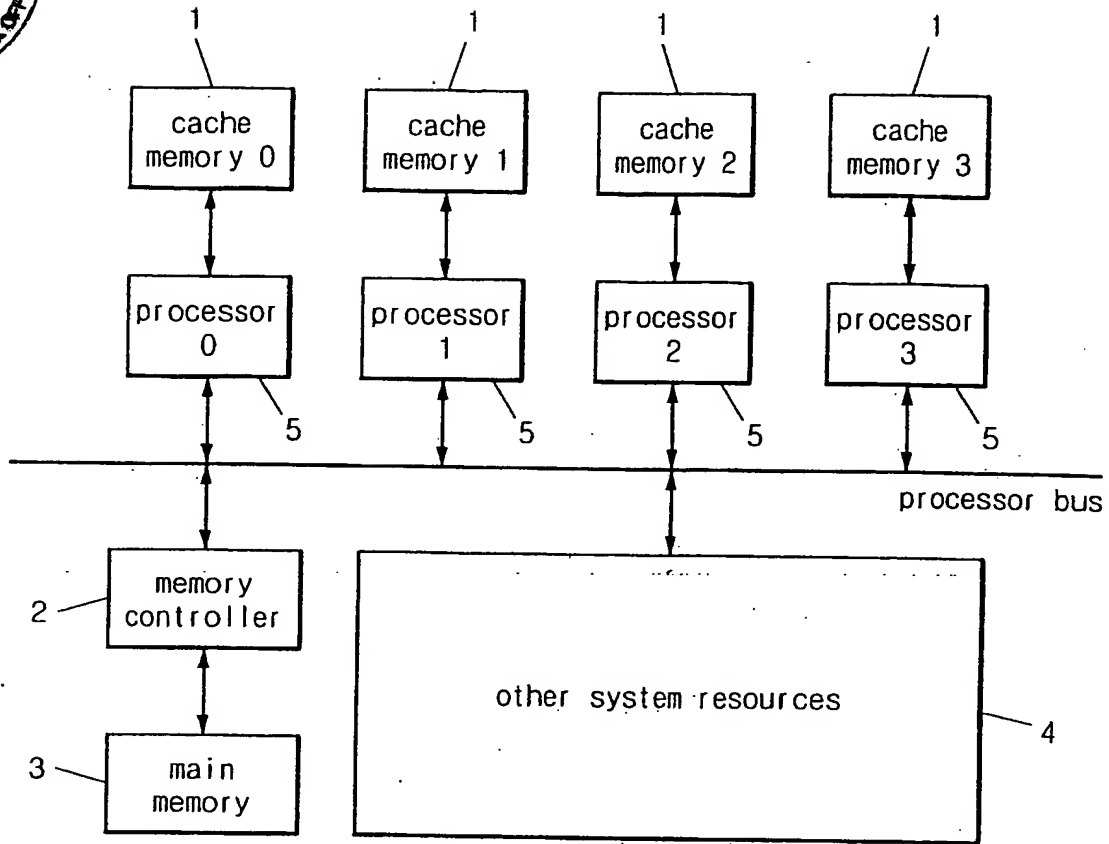 1 1 1 1
cache
memory 0
cache
memory 1
cache
memory 2
cache
memory 3
processor
0
processor
1
processor
2
processor
3
5 5 5 5
processor bus
memory
controller
2
other system resources
4
main
memory
3